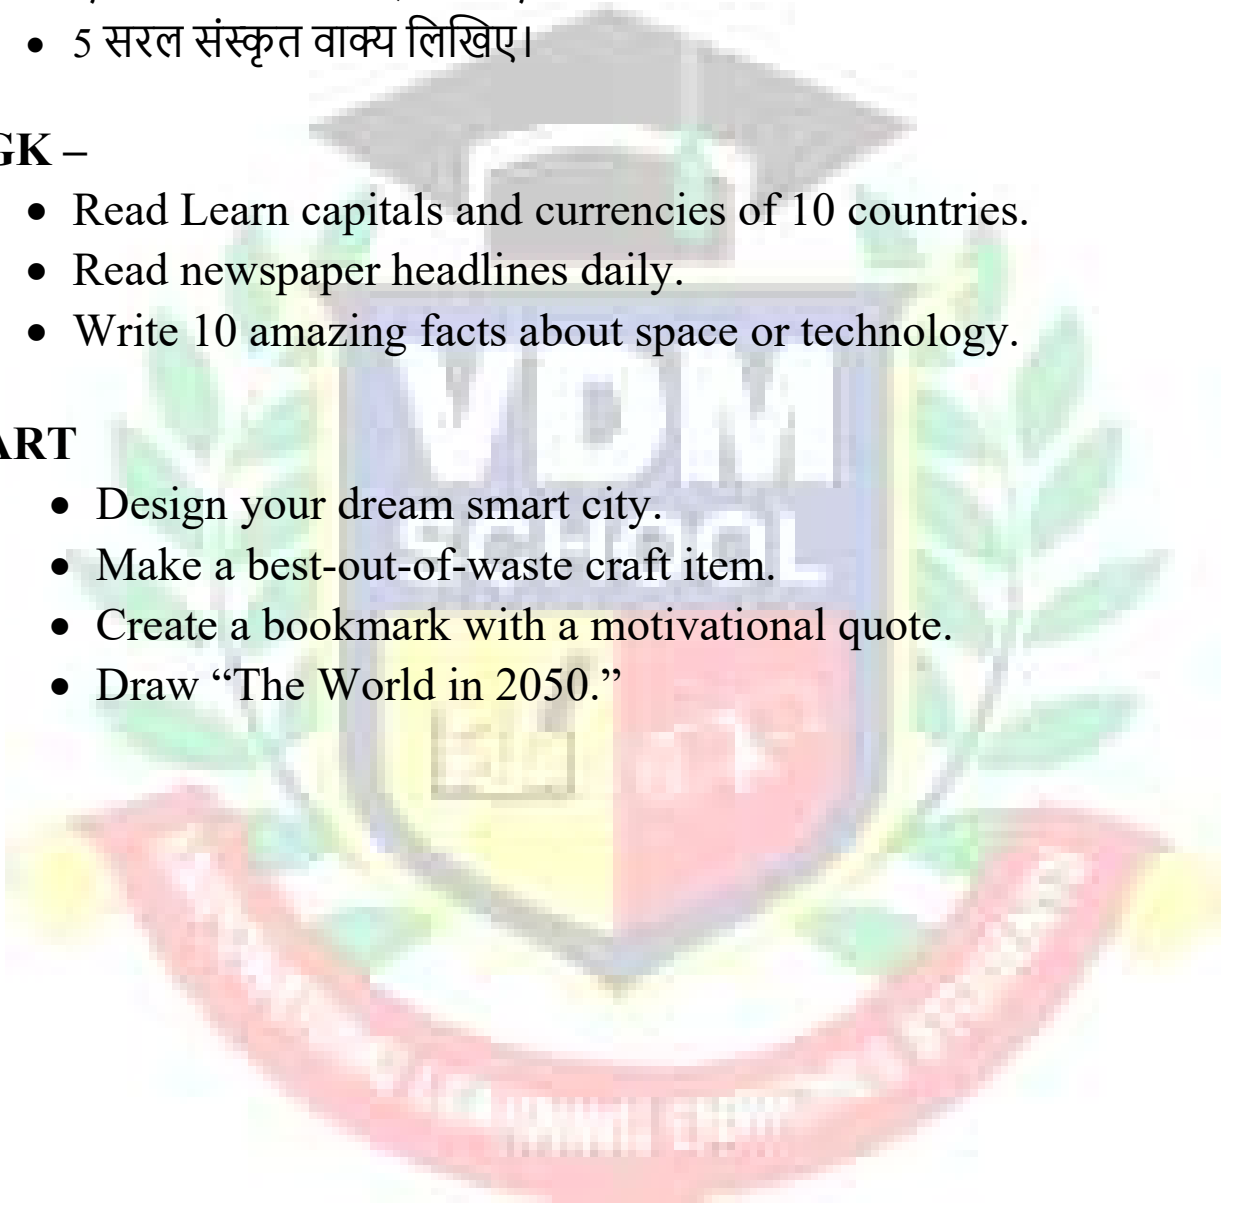 • 5 सरल संस्कृत वाक्य लिखिए।
GK –
• Read Learn capitals and currencies of 10 countries.
• Read newspaper headlines daily.
• Write 10 amazing facts about space or technology.
ART
• Design your dream smart city.
• Make a best-out-of-waste craft item.
• Create a bookmark with a motivational quote.
• Draw “The World in 2050.”
VDM
SCHOOL